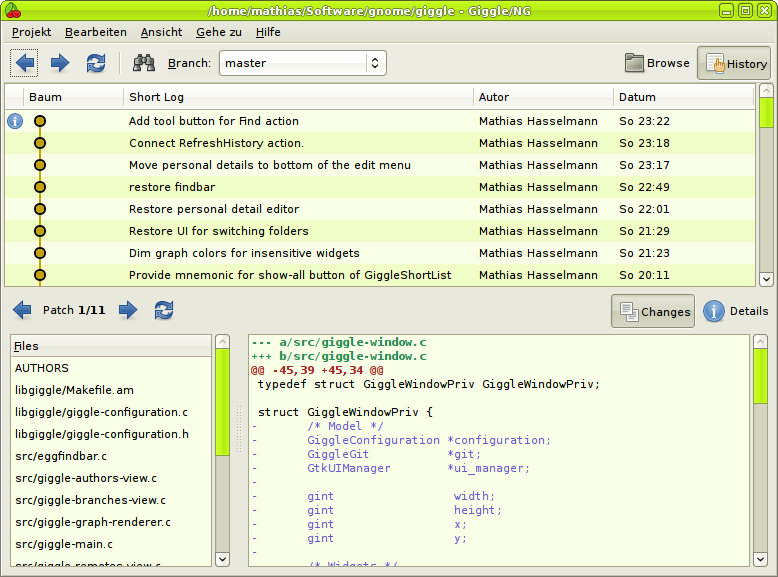 /home/mathias/Software/gnome/giggle - Giggle/NG
Projekt Bearbeiten Ansicht Gehe zu Hilfe
Branch: master Browse History
Baum Short Log Autor Datum
Add tool button for Find action Mathias Hasselmann So 23:22
Connect RefreshHistory action. Mathias Hasselmann So 23:18
Move personal details to bottom of the edit menu Mathias Hasselmann So 23:17
restore findbar Mathias Hasselmann So 22:49
Restore personal detail editor Mathias Hasselmann So 22:01
Restore UI for switching folders Mathias Hasselmann So 21:29
Dim graph colors for insensitive widgets Mathias Hasselmann So 21:23
Provide mnemonic for show-all button of GiggleShortList Mathias Hasselmann So 20:11
Patch 1/11 Changes Details
Files
AUTHORS
libgiggle/Makefile.am
libgiggle/giggle-configuration.c
libgiggle/giggle-configuration.h
src/eggfindbar.c
src/giggle-authors-view.c
src/giggle-branches-view.c
src/giggle-graph-renderer.c
src/giggle-main.c
src/giggle-remotes-view.c
--- a/src/giggle-window.c
+++ b/src/giggle-window.c
@@ -45,39 +45,34 @@
typedef struct GiggleWindowPriv GiggleWindowPriv;
struct GiggleWindowPriv {
- /* Model */
- GiggleConfiguration *configuration;
- GiggleGit *git;
- GtkUIManager *ui_manager;
-
- gint width;
- gint height;
- gint x;
- gint y;
-
- /* Widgets */